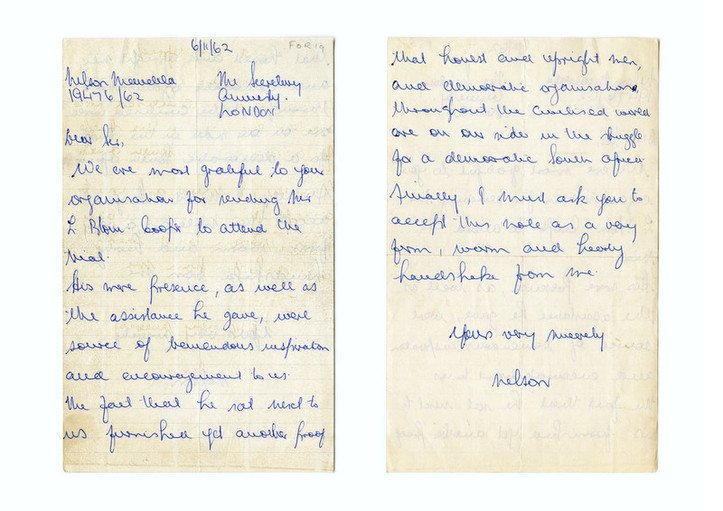 6/11/62
Nelson Mandela
19476/62
The Secretary
Amnesty.
LONDON
Dear Sir,
We are most grateful to your
organisation for sending Mr
L. Blom-Cooper to attend the
trial.
His mere presence, as well as
the assistance he gave, were
source of tremendous inspiration
and encouragement to us.
The fact that he sat next to
us furnished yet another proof
that honest and upright men,
and democratic organisations,
throughout the civilised world
are on our side in the struggle
for a democratic South Africa.
Finally, I must ask you to
accept this note as a very
firm, warm and hearty
handshake from me.
Yours very sincerely
Nelson